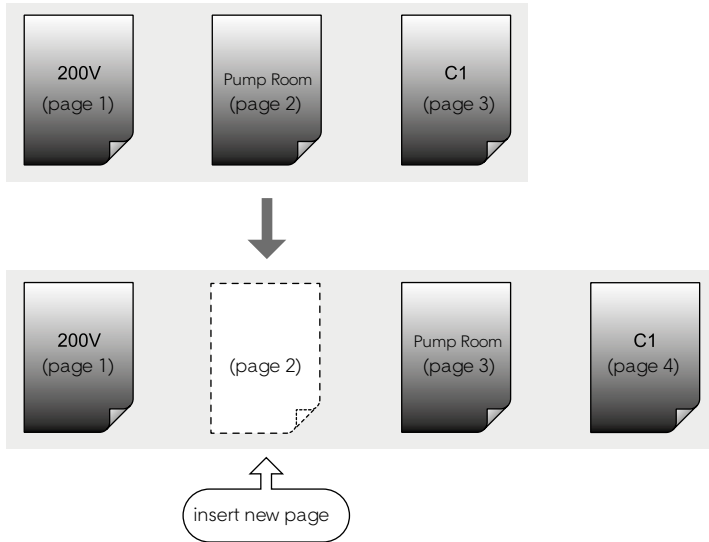 200V
(page 1)
Pump Room
(page 2)
C1
(page 3)
200V
(page 1)
(page 2)
Pump Room
(page 3)
C1
(page 4)
insert new page